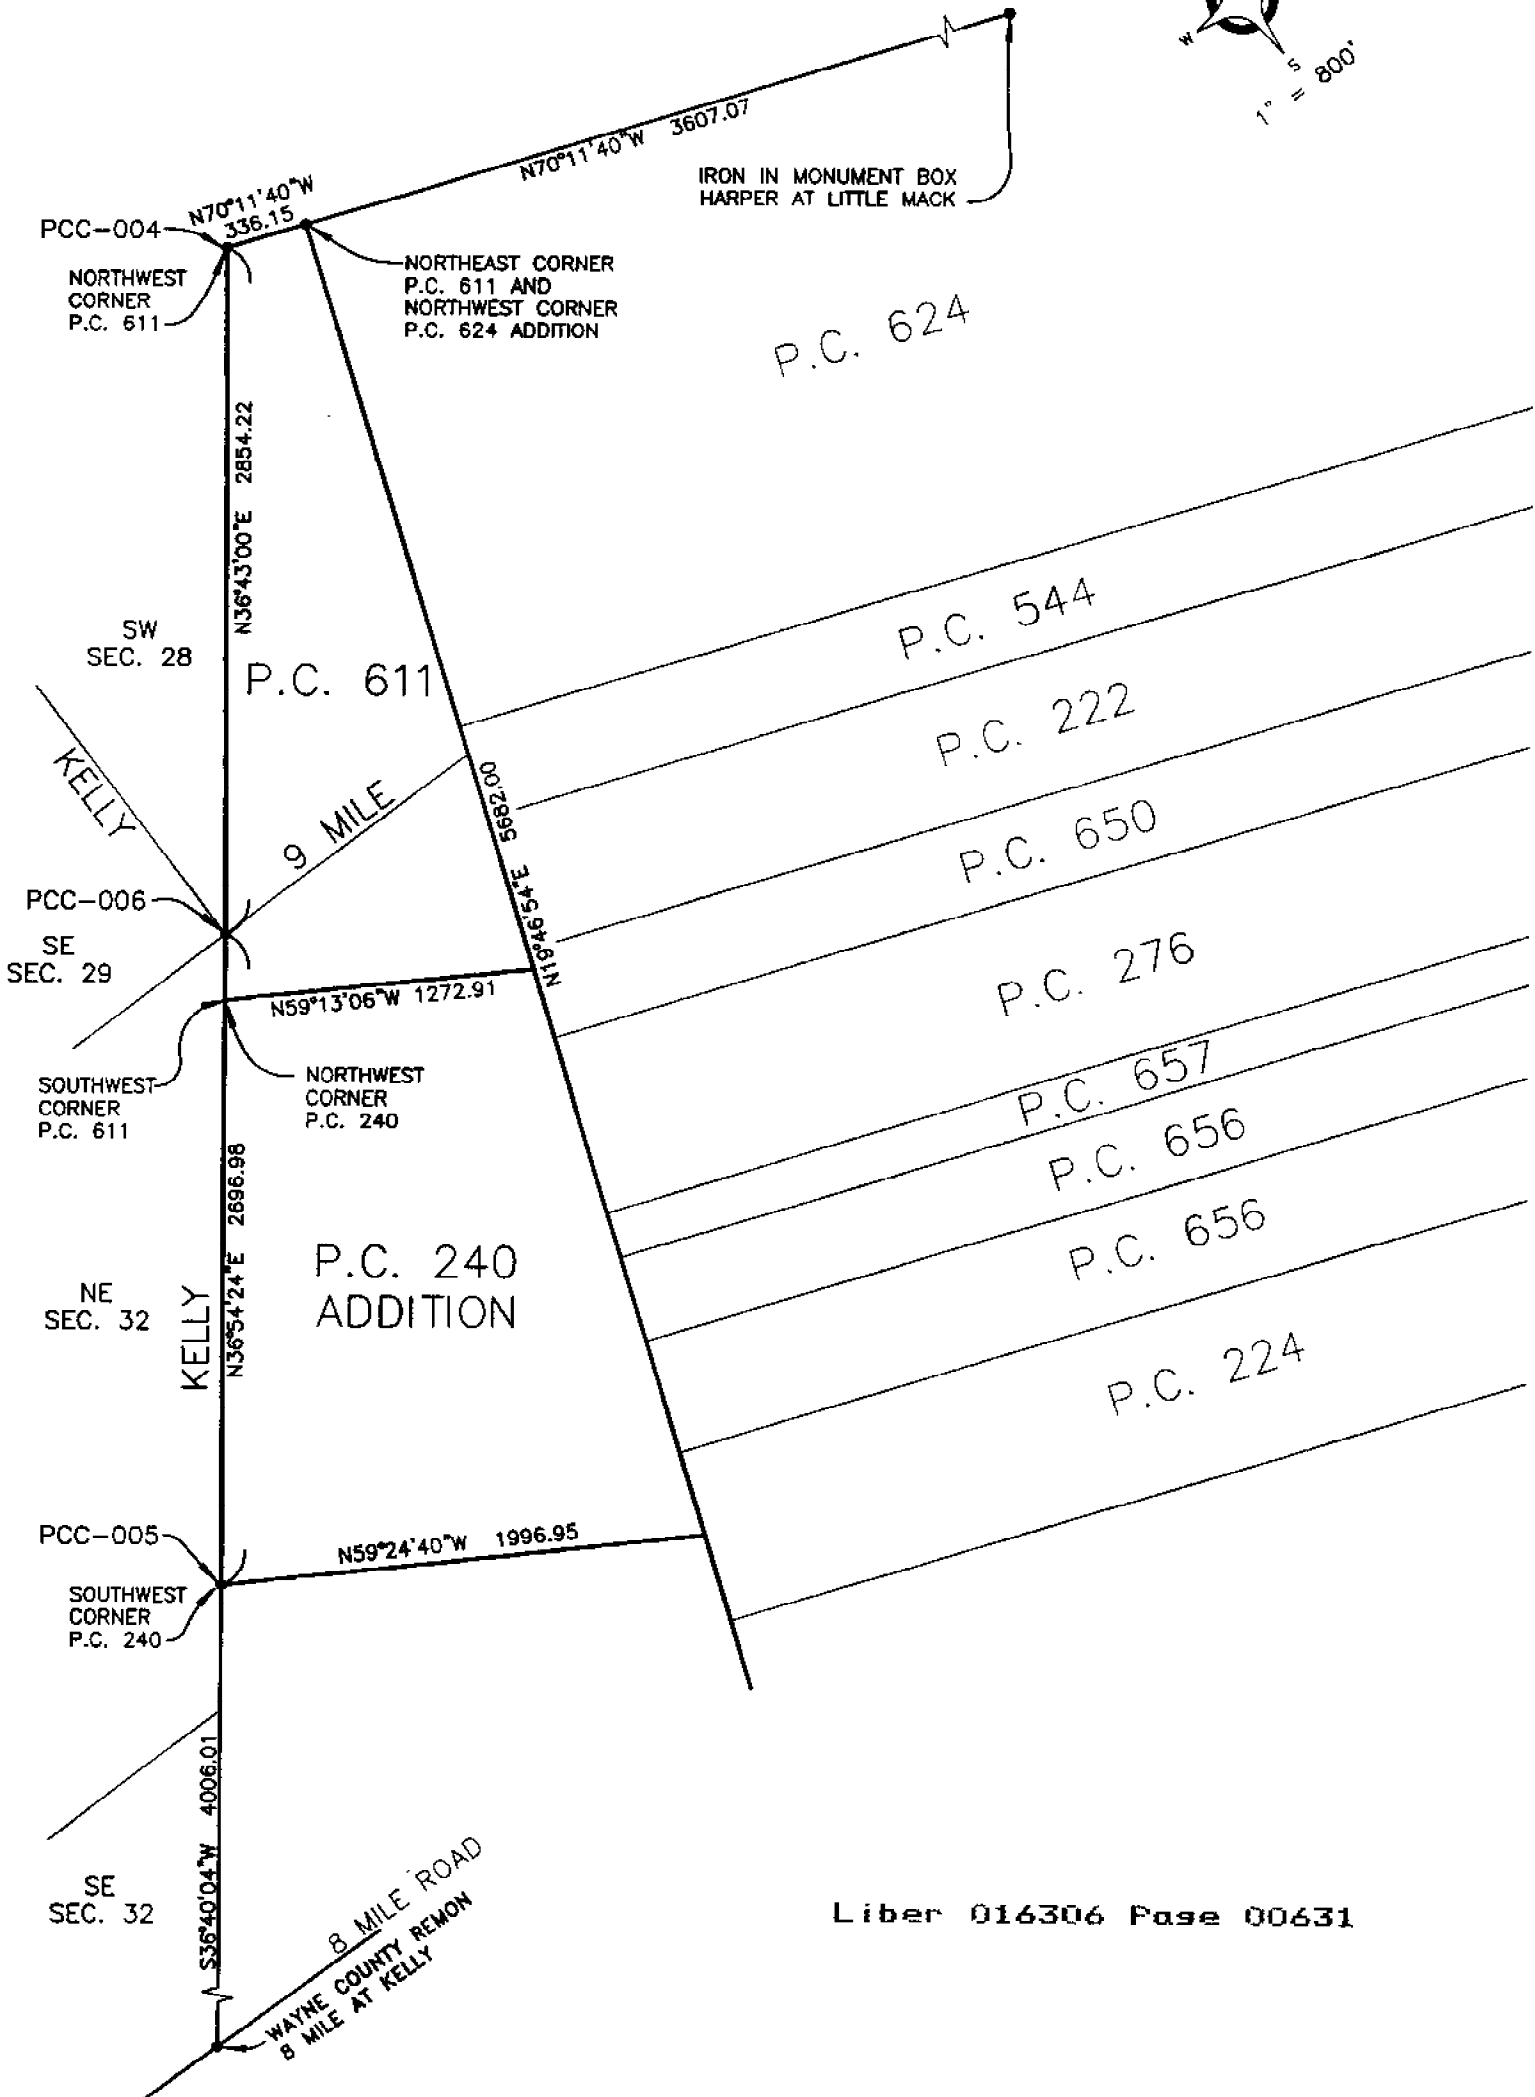 W
S
1" = 800'
N70°11'40"W 3607.07
IRON IN MONUMENT BOX
HARPER AT LITTLE MACK
N70°11'40"W
336.15
PCC-004
NORTHWEST
CORNER
P.C. 611
NORTHEAST CORNER
P.C. 611 AND
NORTHWEST CORNER
P.C. 624 ADDITION
P.C. 624
N36°43'00"E 2854.22
SW
SEC. 28
P.C. 611
P.C. 544
P.C. 222
KELLY
9 MILE
N19°46'54"E 5682.00
P.C. 650
PCC-006
SE
SEC. 29
N59°13'06"W 1272.91
P.C. 276
SOUTHWEST
CORNER
P.C. 611
NORTHWEST
CORNER
P.C. 240
P.C. 657
P.C. 656
P.C. 656
N36°54'24"E 2696.98
P.C. 240
ADDITION
NE
SEC. 32
KELLY
P.C. 224
PCC-005
N59°24'40"W 1996.95
SOUTHWEST
CORNER
P.C. 240
S36°40'04"W 4006.01
SE
SEC. 32
8 MILE ROAD
WAYNE COUNTY REMON
8 MILE AT KELLY
Liber 016306 Page 00631